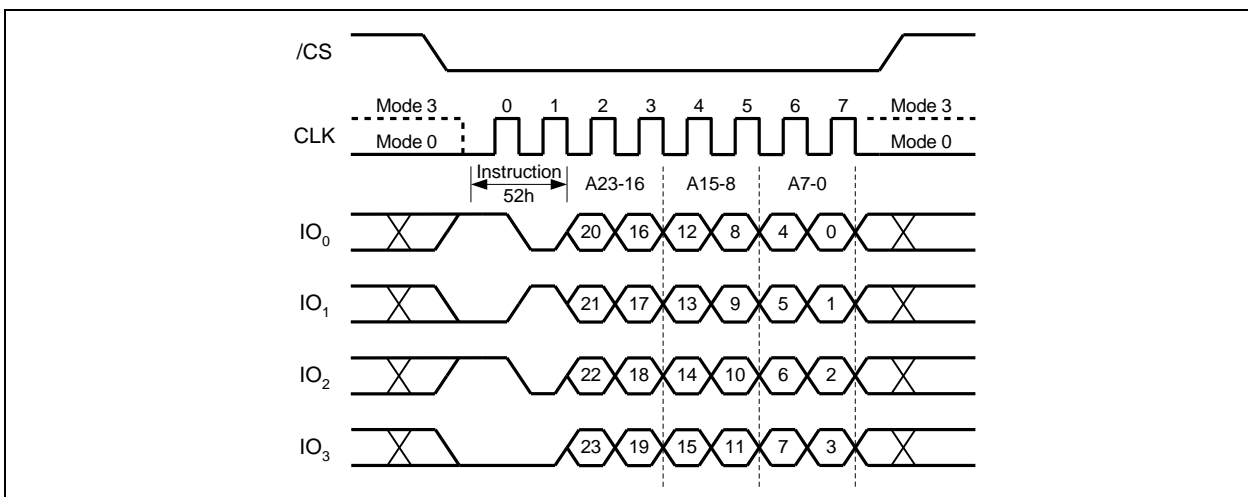 /CS
Mode 3 0 1 2 3 4 5 6 7 Mode 3
CLK
Mode 0 Mode 0
Instruction A23-16 A15-8 A7-0
52h
IO0 20 16 12 8 4 0
IO1 21 17 13 9 5 1
IO2 22 18 14 10 6 2
IO3 23 19 15 11 7 3